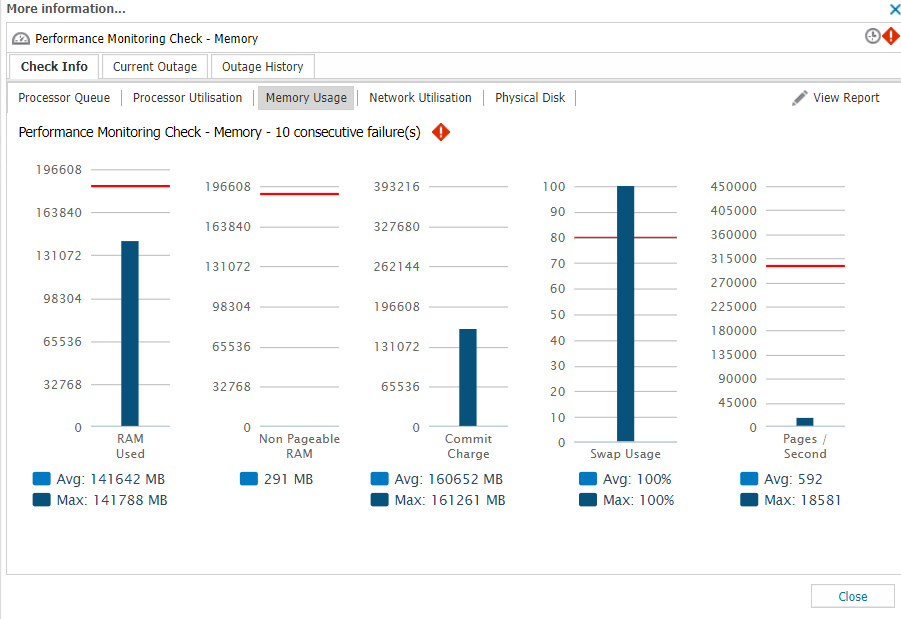 More information...
Performance Monitoring Check - Memory
Check Info Current Outage Outage History
Processor Queue Processor Utilisation Memory Usage Network Utilisation Physical Disk View Report
Performance Monitoring Check - Memory - 10 consecutive failure(s)
196608
163840
131072
98304
65536
32768
0
RAM
Used
Avg: 141642 MB
Max: 141788 MB
196608
163840
131072
98304
65536
32768
0
Non Pageable
RAM
291 MB
393216
327680
262144
196608
131072
65536
0
Commit
Charge
Avg: 160652 MB
Max: 161261 MB
100
90
80
70
60
50
40
30
20
10
0
Swap Usage
Avg: 100%
Max: 100%
450000
405000
360000
315000
270000
225000
180000
135000
90000
45000
0
Pages /
Second
Avg: 592
Max: 18581
Close